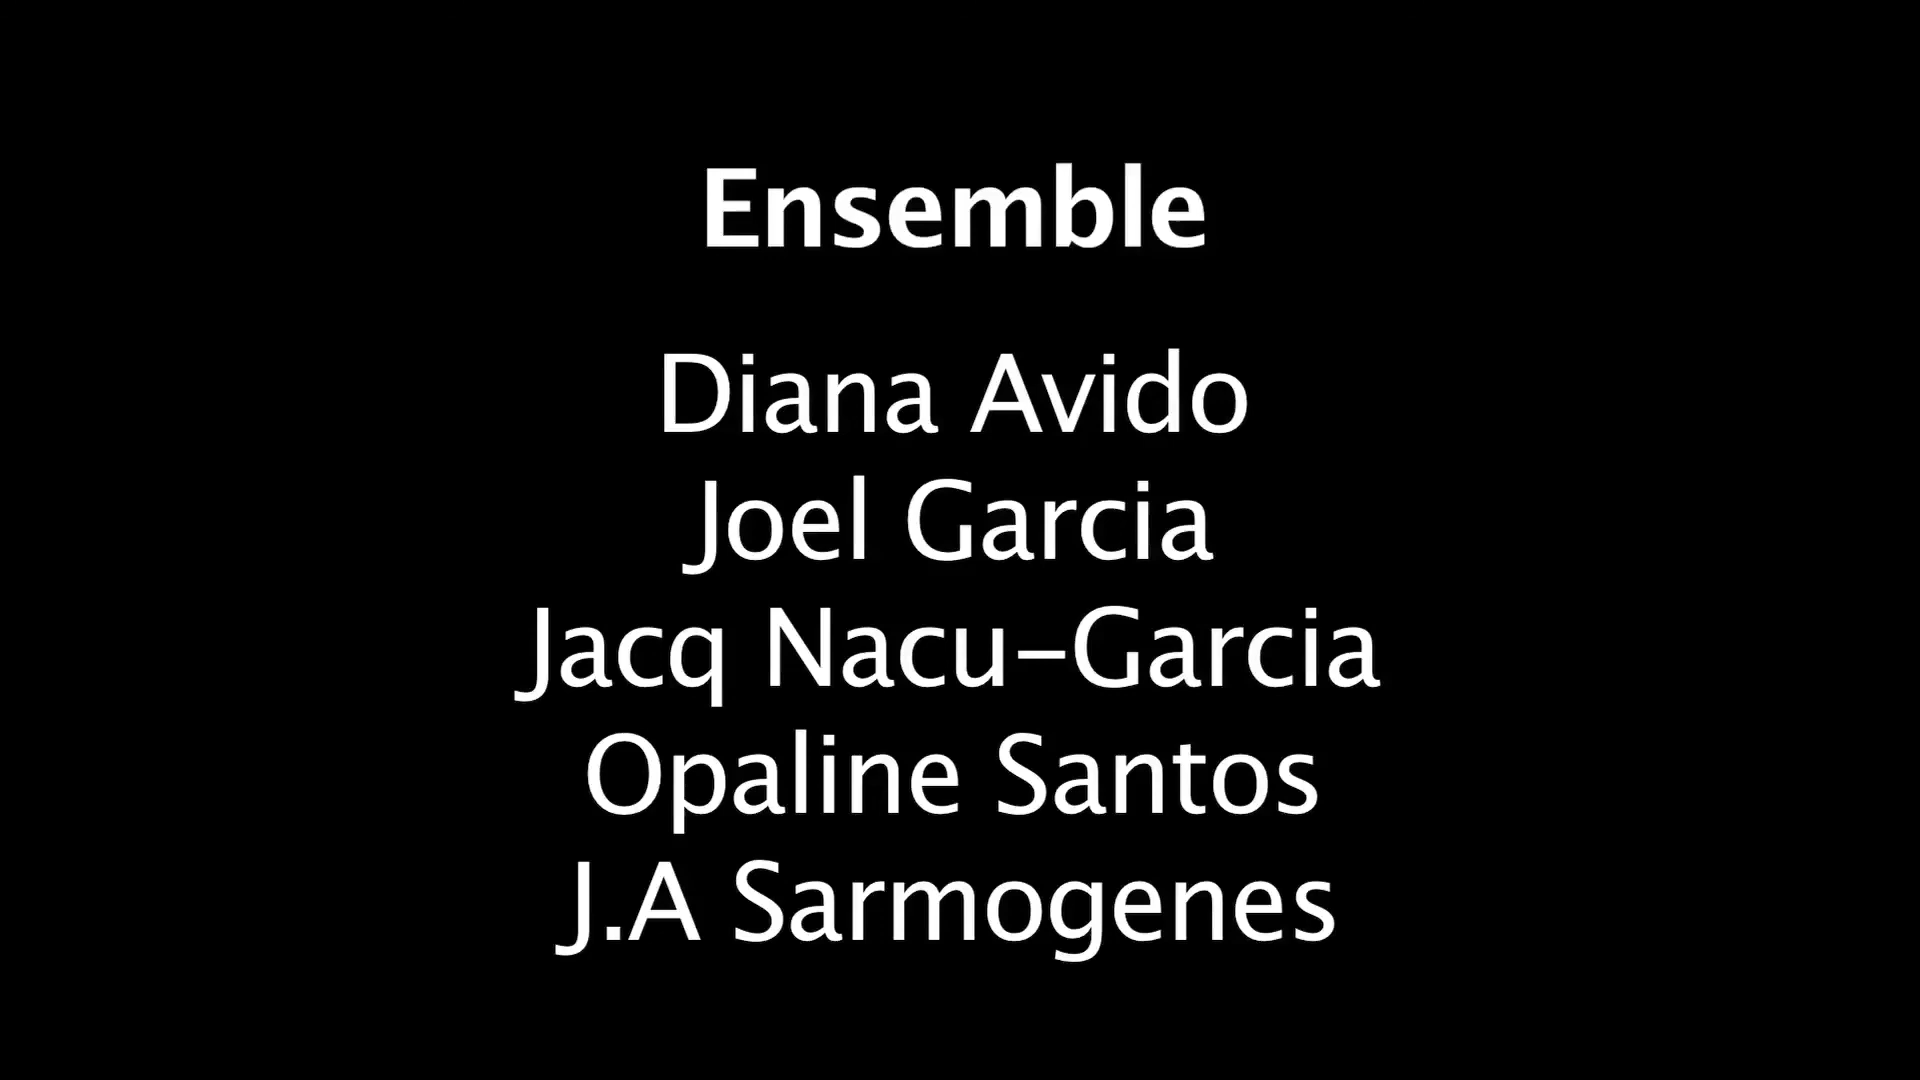 Ensemble
Diana Avido
Joel Garcia
Jacq Nacu-Garcia
Opaline Santos
J.A Sarmogenes